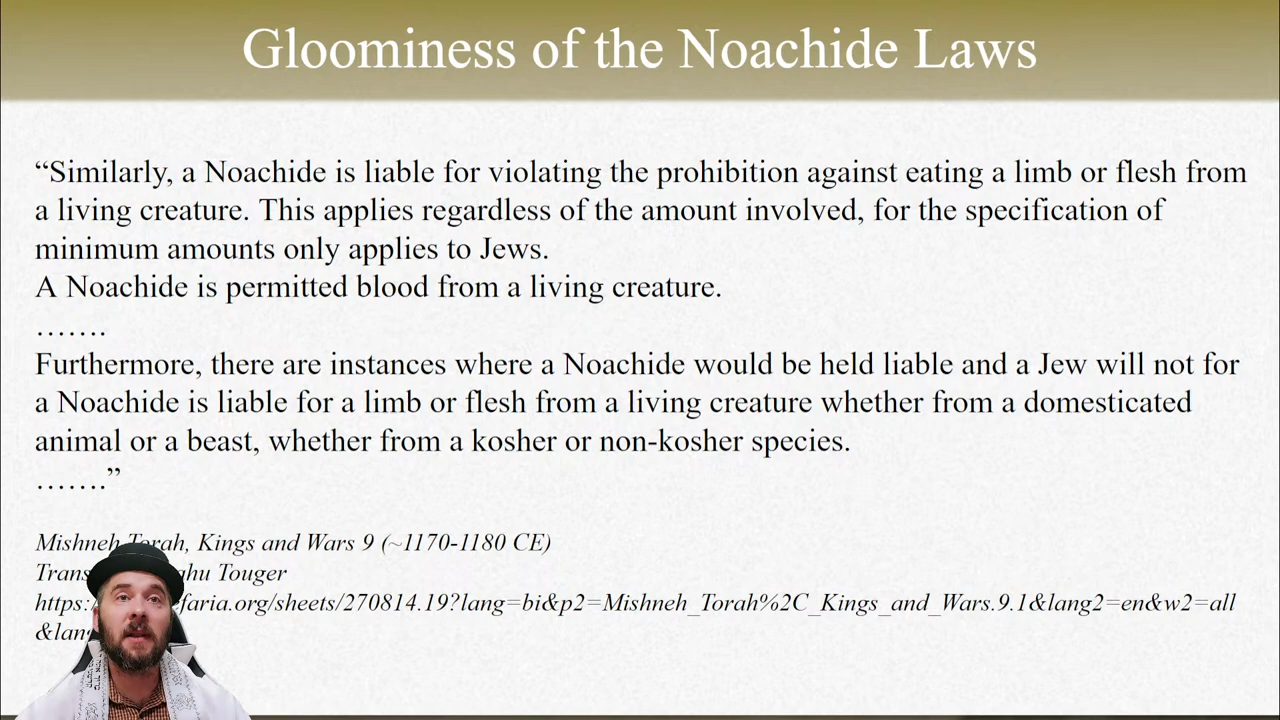 Gloominess of the Noachide Laws
“Similarly, a Noachide is liable for violating the prohibition against eating a limb or flesh from
a living creature. This applies regardless of the amount involved, for the specification of
minimum amounts only applies to Jews.
A Noachide is permitted blood from a living creature.
…….
Furthermore, there are instances where a Noachide would be held liable and a Jew will not for
a Noachide is liable for a limb or flesh from a living creature whether from a domesticated
animal or a beast, whether from a kosher or non-kosher species.
…….”
Mishneh Torah, Kings and Wars 9 (~1170-1180 CE)
Touger
efaria.org/sheets/270814.19?lang=bi&p2=Mishneh_Torah%2C_Kings_and_Wars.9.1&lang2=en&w2=all
&lan